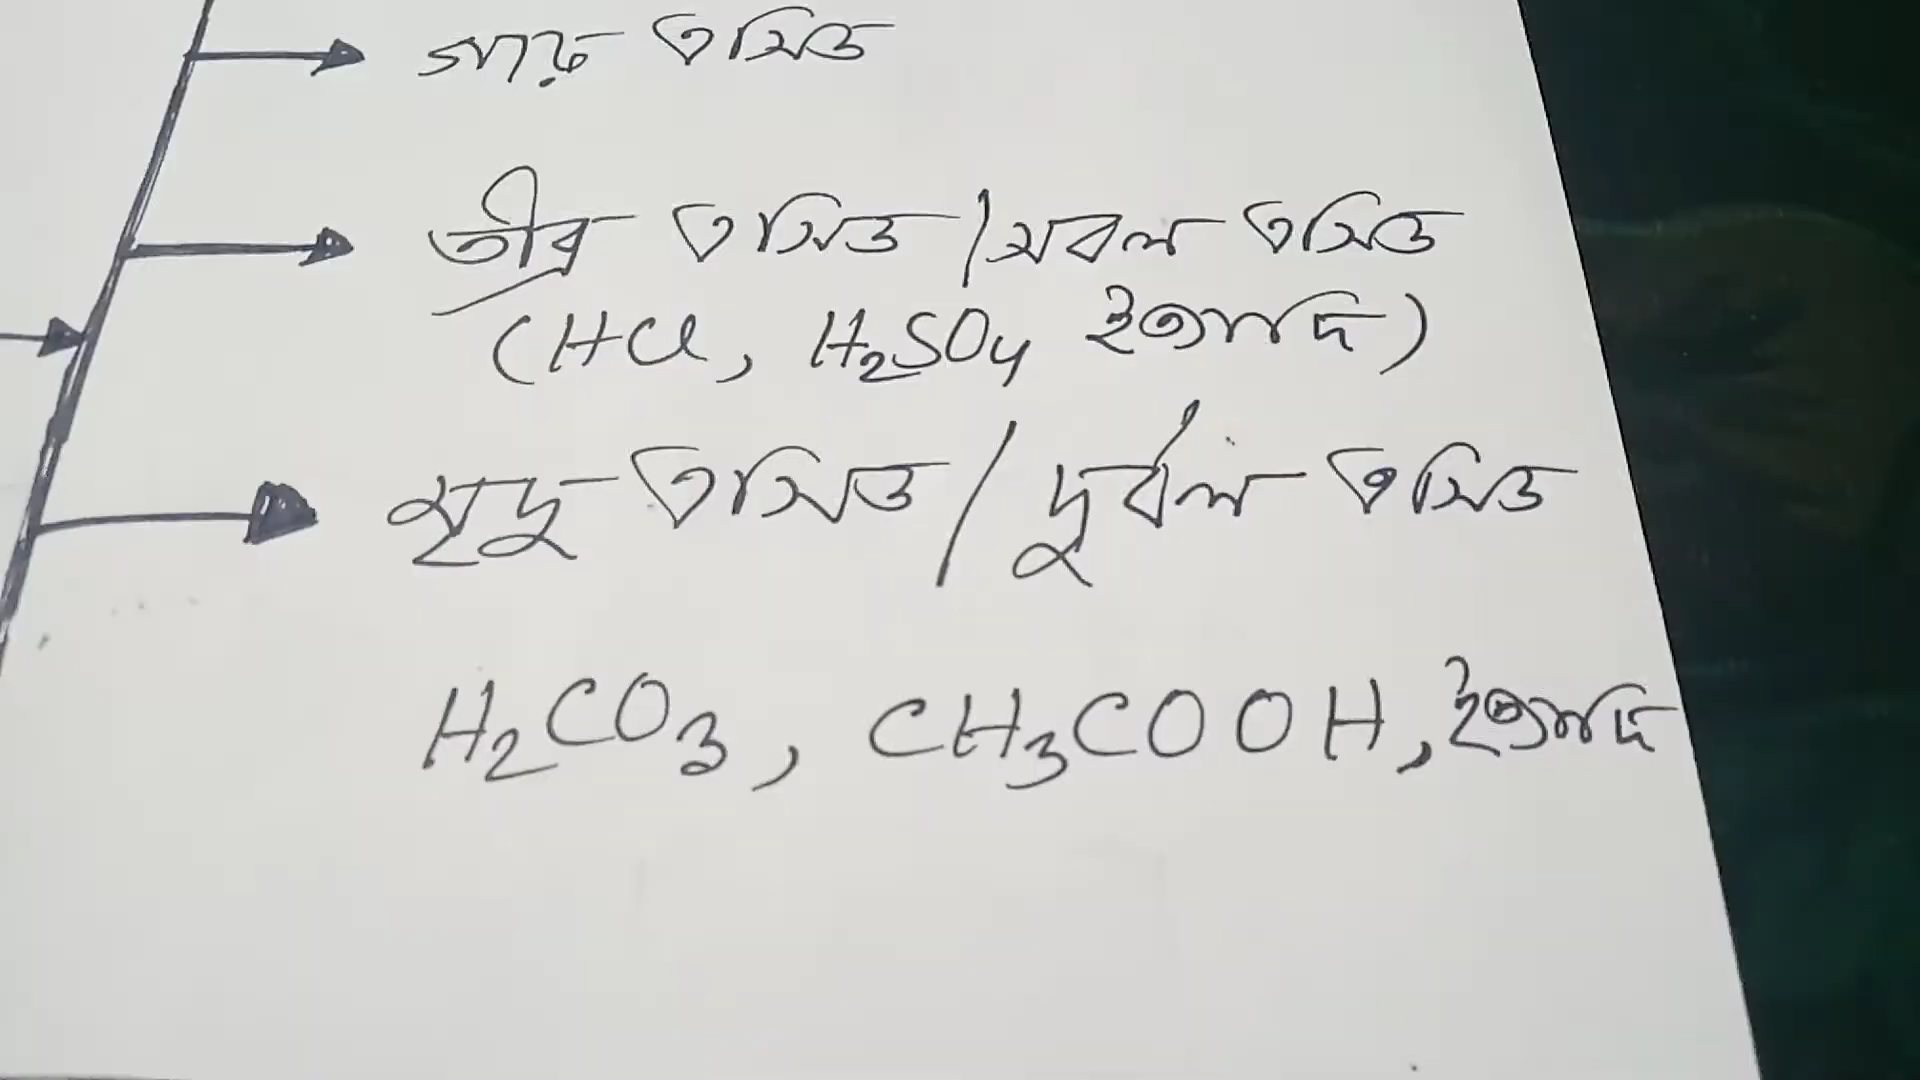 গাঢ় এসিড
তীব্র এসিড / সবল এসিড
(HCl, H₂SO₄ ইত্যাদি)
মৃদু এসিড / দুর্বল এসিড
H₂CO₃, CH₃COOH, ইত্যাদি